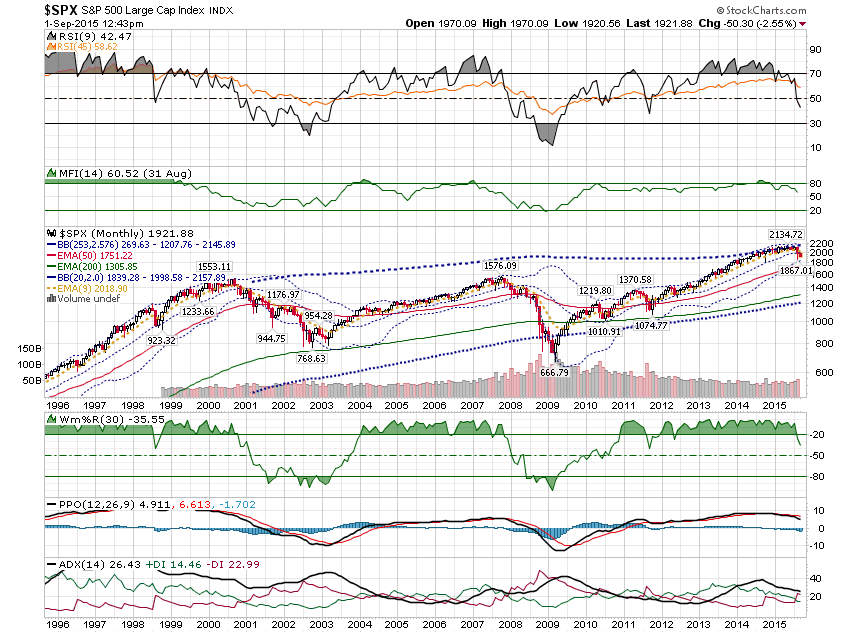 $SPX S&P 500 Large Cap Index INDX
© StockCharts.com
1-Sep-2015 12:43pm
Open 1970.09 High 1970.09 Low 1920.56 Last 1921.88 Chg -50.30 (-2.55%)
RSI(9) 42.47
RSI(45) 58.62
90
70
50
30
10
MFI(14) 60.52 (31 Aug)
80
50
20
$SPX (Monthly) 1921.88
BB(253,2.576) 269.63 - 1207.76 - 2145.89
EMA(50) 1751.22
EMA(200) 1305.85
BB(20,2.0) 1839.28 - 1998.58 - 2157.89
EMA(9) 2018.90
Volume undef
2134.72
1867.01
1576.09
1553.11
1370.58
1219.80
1176.97
1233.66
954.28
1074.77
1010.91
944.75
923.32
768.63
666.79
2200
2000
1800
1600
1400
1200
1000
800
600
150B
100B
50B
1996 1997 1998 1999 2000 2001 2002 2003 2004 2005 2006 2007 2008 2009 2010 2011 2012 2013 2014 2015
Wm%R(30) -35.55
-20
-50
-80
PPO(12,26,9) 4.911, 6.613, -1.702
10
0
-10
ADX(14) 26.43 +DI 14.46 -DI 22.99
40
20
1996 1997 1998 1999 2000 2001 2002 2003 2004 2005 2006 2007 2008 2009 2010 2011 2012 2013 2014 2015